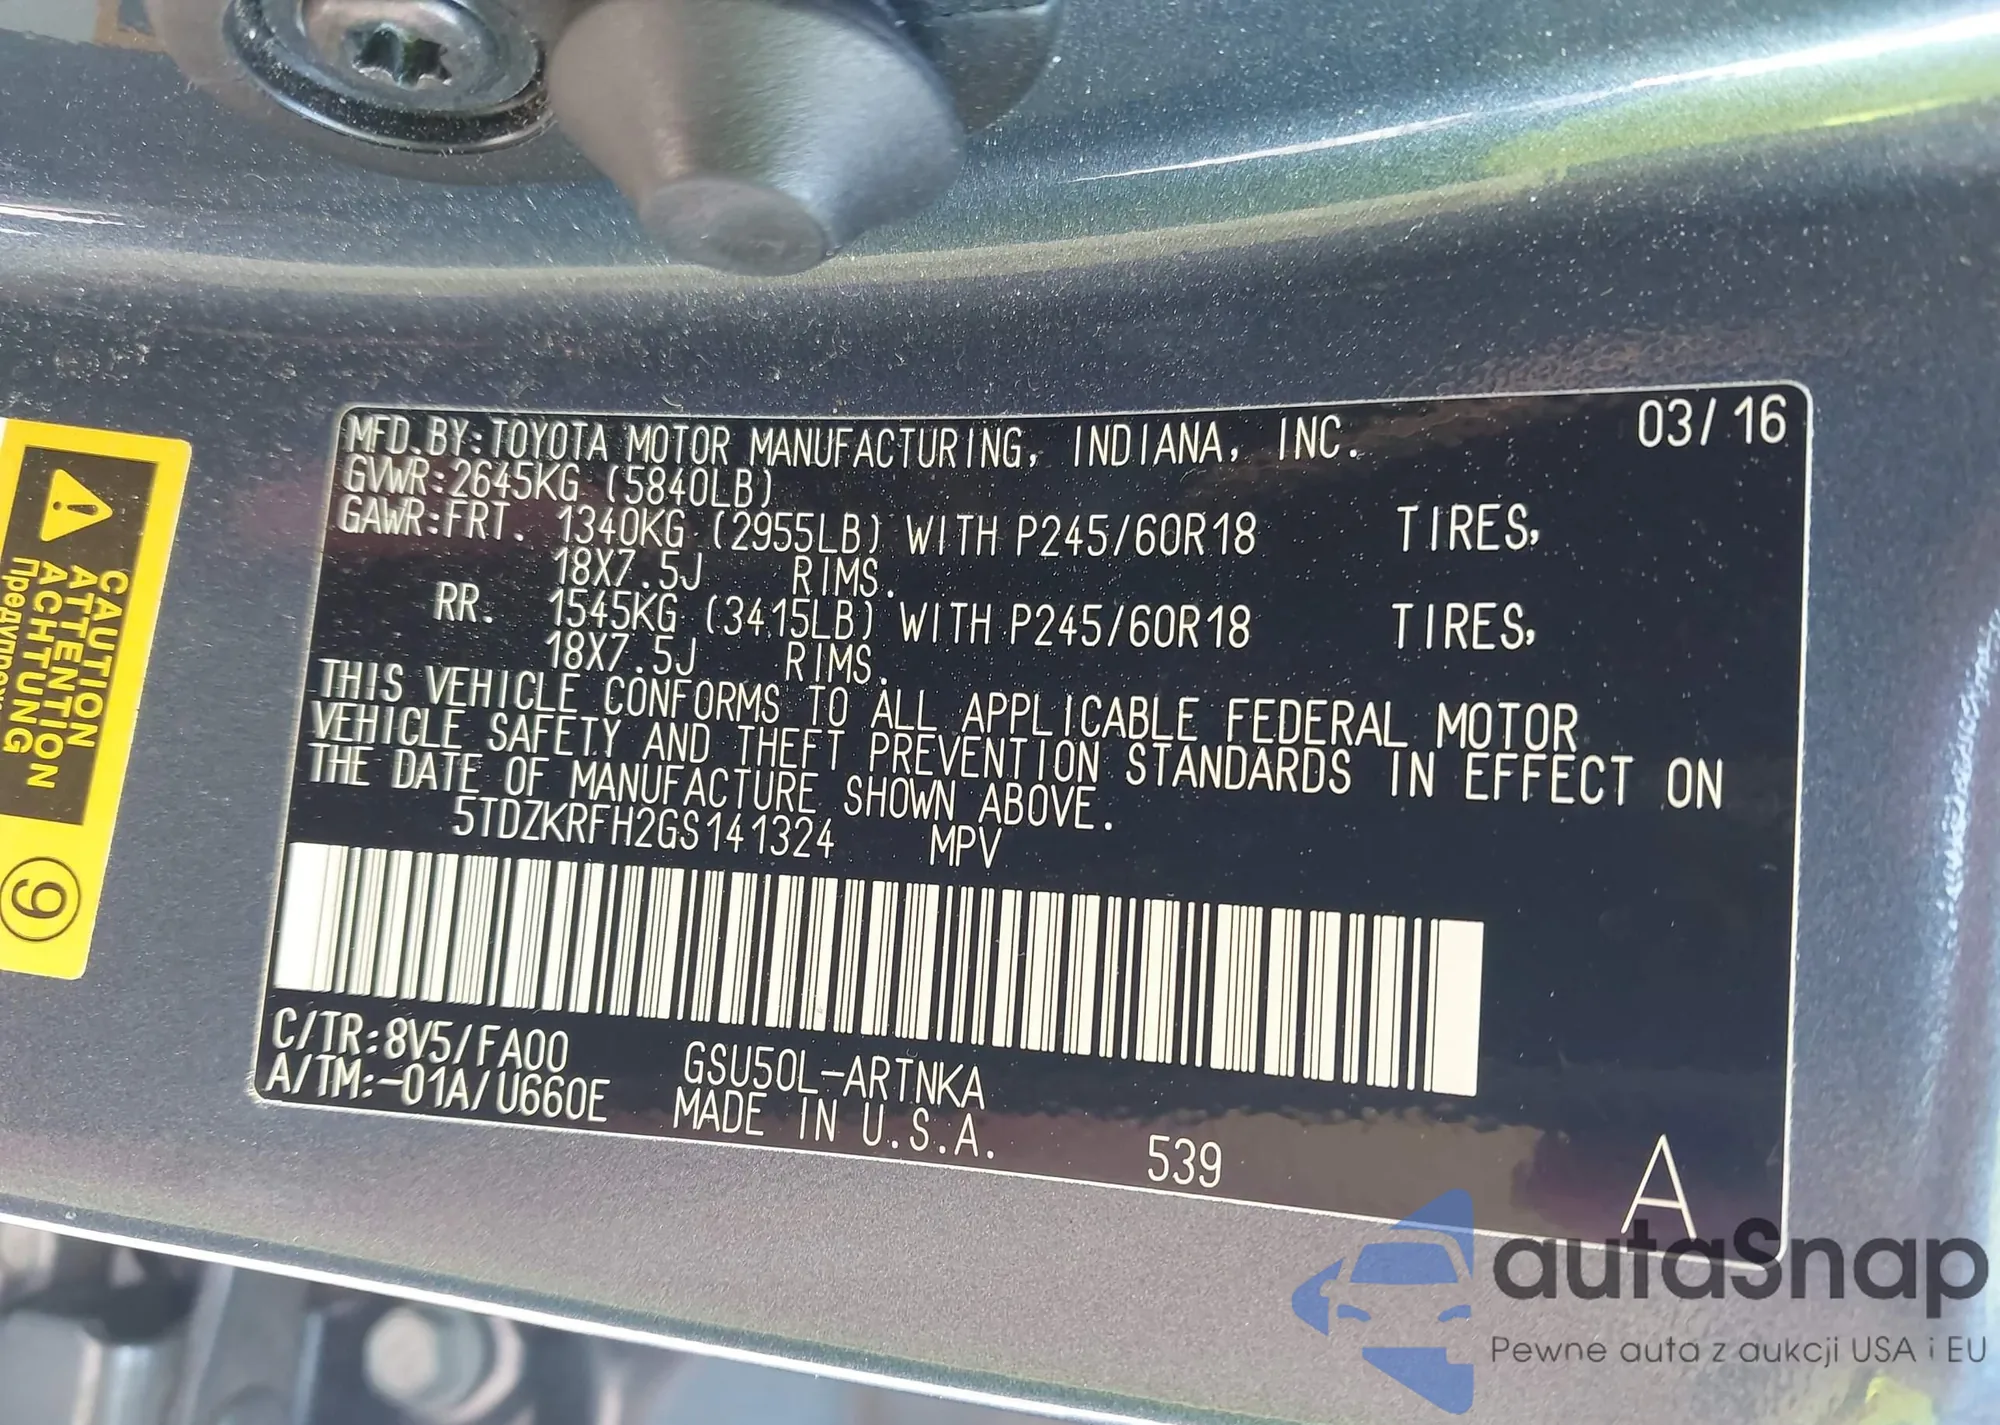 MFD.BY:TOYOTA MOTOR MANUFACTURING, INDIANA, INC. 03/16
GVWR:2645KG (5840LB)
GAWR:FRT. 1340KG (2955LB) WITH P245/60R18 TIRES,
18X7.5J RIMS.
RR. 1545KG (3415LB) WITH P245/60R18 TIRES,
18X7.5J RIMS.
THIS VEHICLE CONFORMS TO ALL APPLICABLE FEDERAL MOTOR
VEHICLE SAFETY AND THEFT PREVENTION STANDARDS IN EFFECT ON
THE DATE OF MANUFACTURE SHOWN ABOVE.
5TDZKRFH2GS141324 MPV
C/TR:8V5/FA00 GSU50L-ARTNKA
A/TM:-01A/U660E MADE IN U.S.A. 539 A
CAUTION
ATTENTION
ACHTUNG
9
autaSnap
Pewne auta z aukcji USA i EU